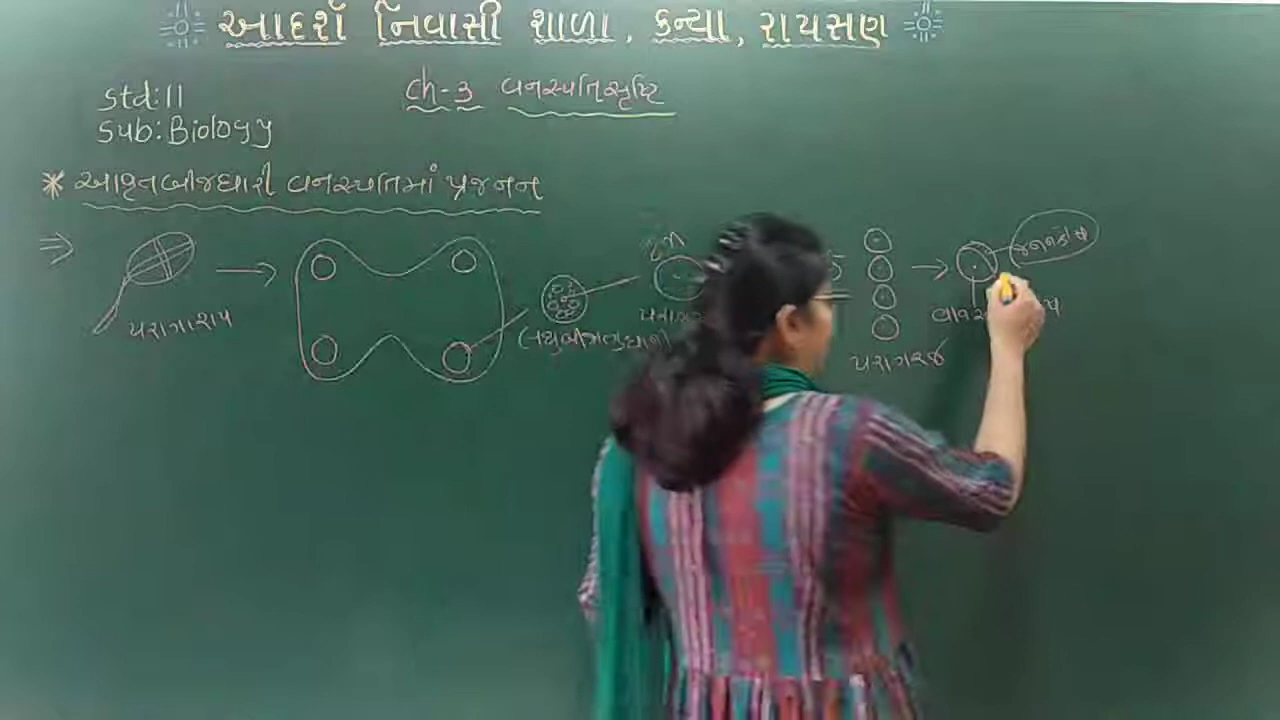 આદર્શ નિવાસી શાળા, કન્યા, રાયસણ
Std:11
Sub:Biology
ch-3 વનસ્પતિસૃષ્ટિ
* આવૃતબીજધારી વનસ્પતિમાં પ્રજનન
પરાગાશય
(લઘુબીજાણુધાની)
પરાગરજ
જનનકોષ